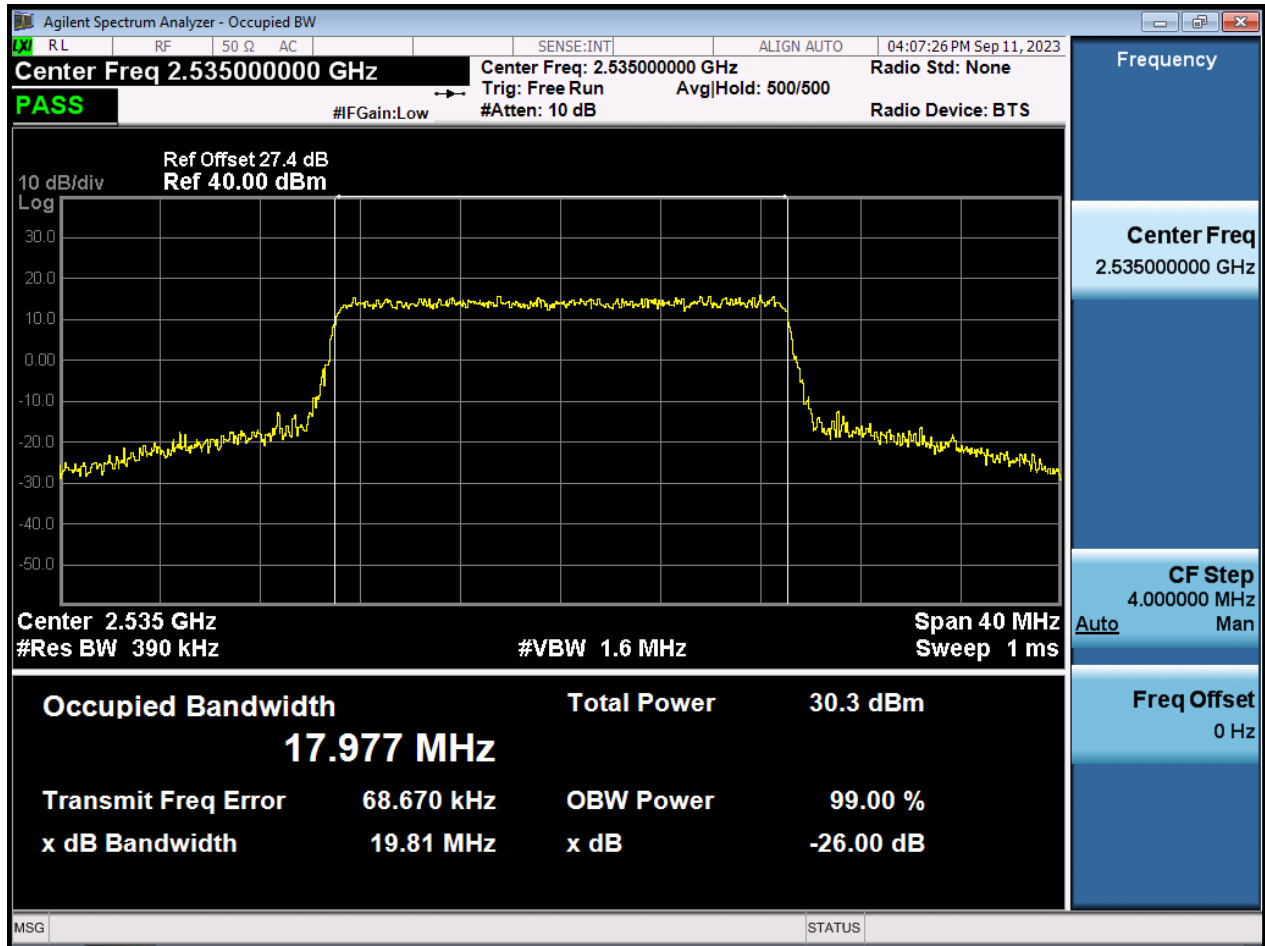 Agilent Spectrum Analyzer - Occupied BW
LXI RL RF 50 Ω AC SENSE:INT ALIGN AUTO 04:07:26 PM Sep 11, 2023
Center Freq 2.535000000 GHz
PASS
#IFGain:Low
Center Freq: 2.535000000 GHz
Trig: Free Run Avg|Hold: 500/500
#Atten: 10 dB
Radio Std: None
Radio Device: BTS
Ref Offset 27.4 dB
10 dB/div Ref 40.00 dBm
Log
30.0
20.0
10.0
0.00
-10.0
-20.0
-30.0
-40.0
-50.0
Center 2.535 GHz Span 40 MHz
#Res BW 390 kHz #VBW 1.6 MHz Sweep 1 ms
Occupied Bandwidth Total Power 30.3 dBm
17.977 MHz
Transmit Freq Error 68.670 kHz OBW Power 99.00 %
x dB Bandwidth 19.81 MHz x dB -26.00 dB
Frequency
Center Freq
2.535000000 GHz
CF Step
4.000000 MHz
Auto Man
Freq Offset
0 Hz
MSG STATUS